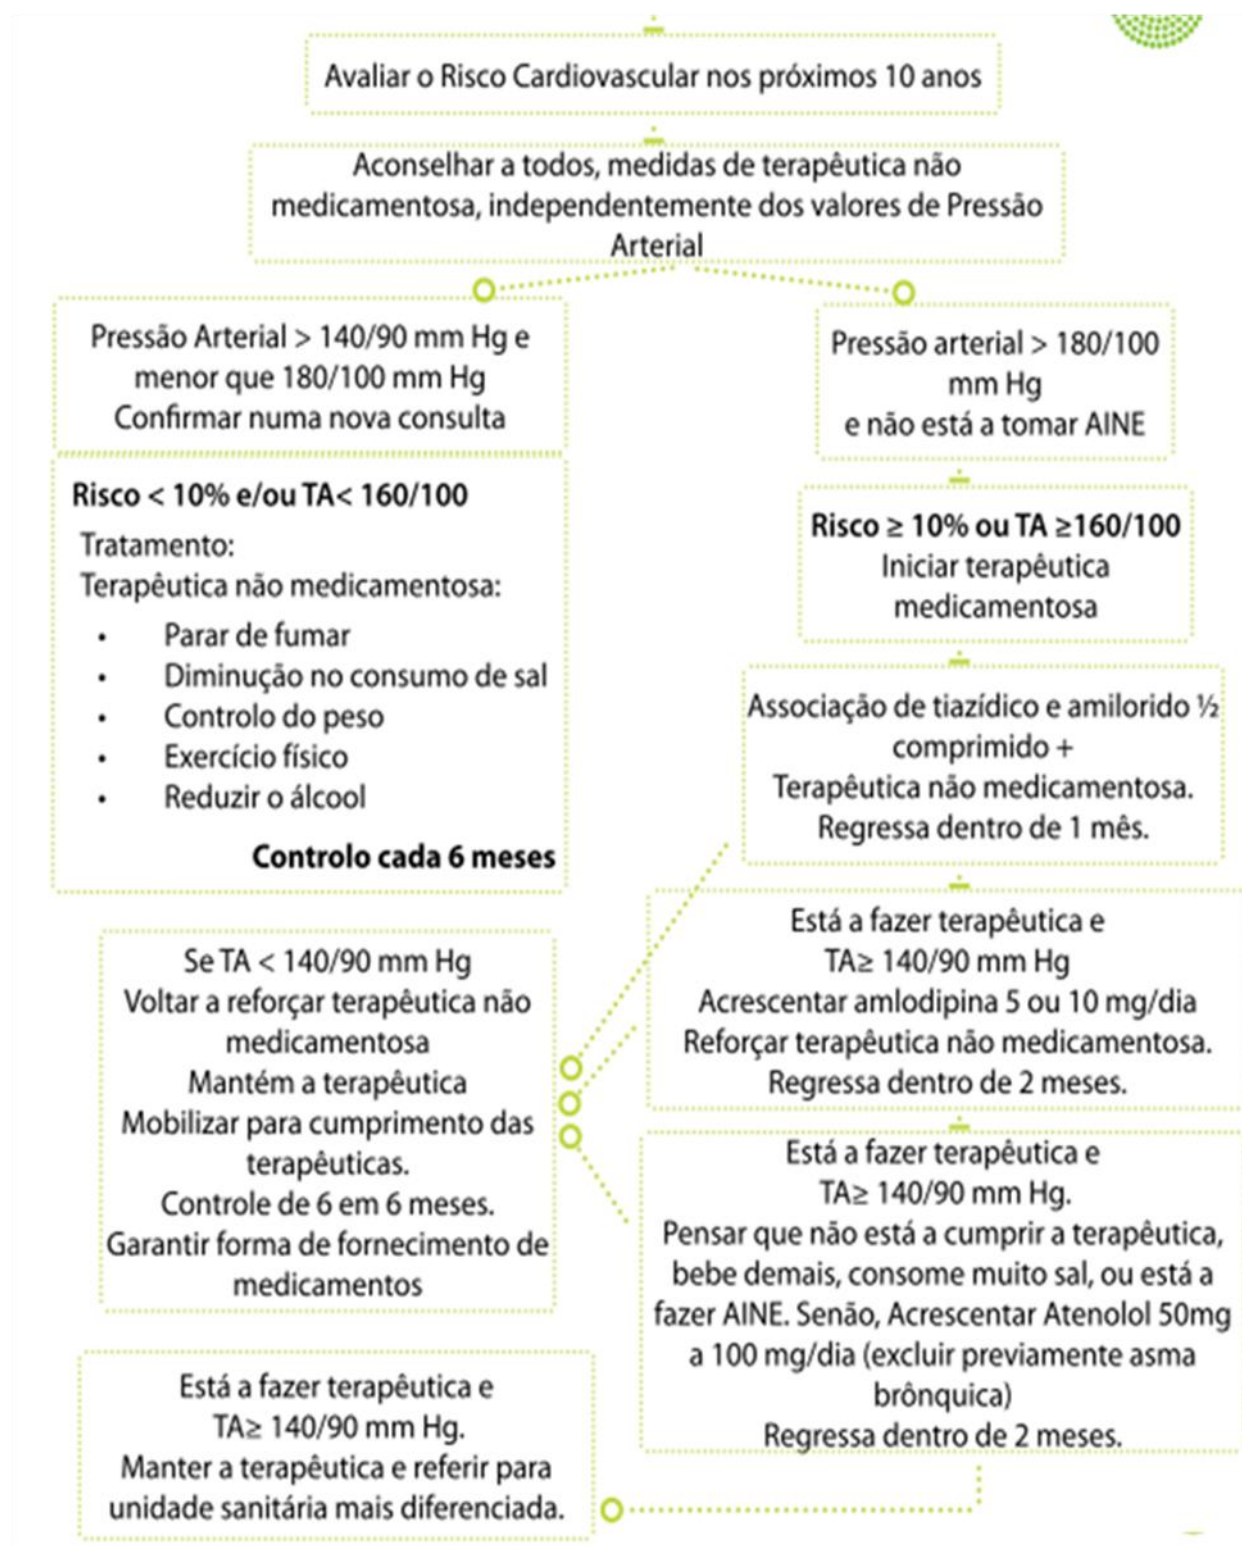 Avaliar o Risco Cardiovascular nos próximos 10 anos
Aconselhar a todos, medidas de terapêutica não
medicamentosa, independentemente dos valores de Pressão
Arterial
Pressão Arterial > 140/90 mm Hg e
menor que 180/100 mm Hg
Confirmar numa nova consulta
Risco < 10% e/ou TA< 160/100
Tratamento:
Terapêutica não medicamentosa:
• Parar de fumar
• Diminução no consumo de sal
• Controlo do peso
• Exercício físico
• Reduzir o álcool
Controlo cada 6 meses
Pressão arterial > 180/100
mm Hg
e não está a tomar AINE
Risco ≥ 10% ou TA ≥160/100
Iniciar terapêutica
medicamentosa
Associação de tiazídico e amilorido ½
comprimido +
Terapêutica não medicamentosa.
Regressa dentro de 1 mês.
Está a fazer terapêutica e
TA≥ 140/90 mm Hg
Acrescentar amlodipina 5 ou 10 mg/dia
Reforçar terapêutica não medicamentosa.
Regressa dentro de 2 meses.
Se TA < 140/90 mm Hg
Voltar a reforçar terapêutica não
medicamentosa
Mantém a terapêutica
Mobilizar para cumprimento das
terapêuticas.
Controle de 6 em 6 meses.
Garantir forma de fornecimento de
medicamentos
Está a fazer terapêutica e
TA≥ 140/90 mm Hg.
Pensar que não está a cumprir a terapêutica,
bebe demais, consome muito sal, ou está a
fazer AINE. Senão, Acrescentar Atenolol 50mg
a 100 mg/dia (excluir previamente asma
brônquica)
Regressa dentro de 2 meses.
Está a fazer terapêutica e
TA≥ 140/90 mm Hg.
Manter a terapêutica e referir para
unidade sanitária mais diferenciada.